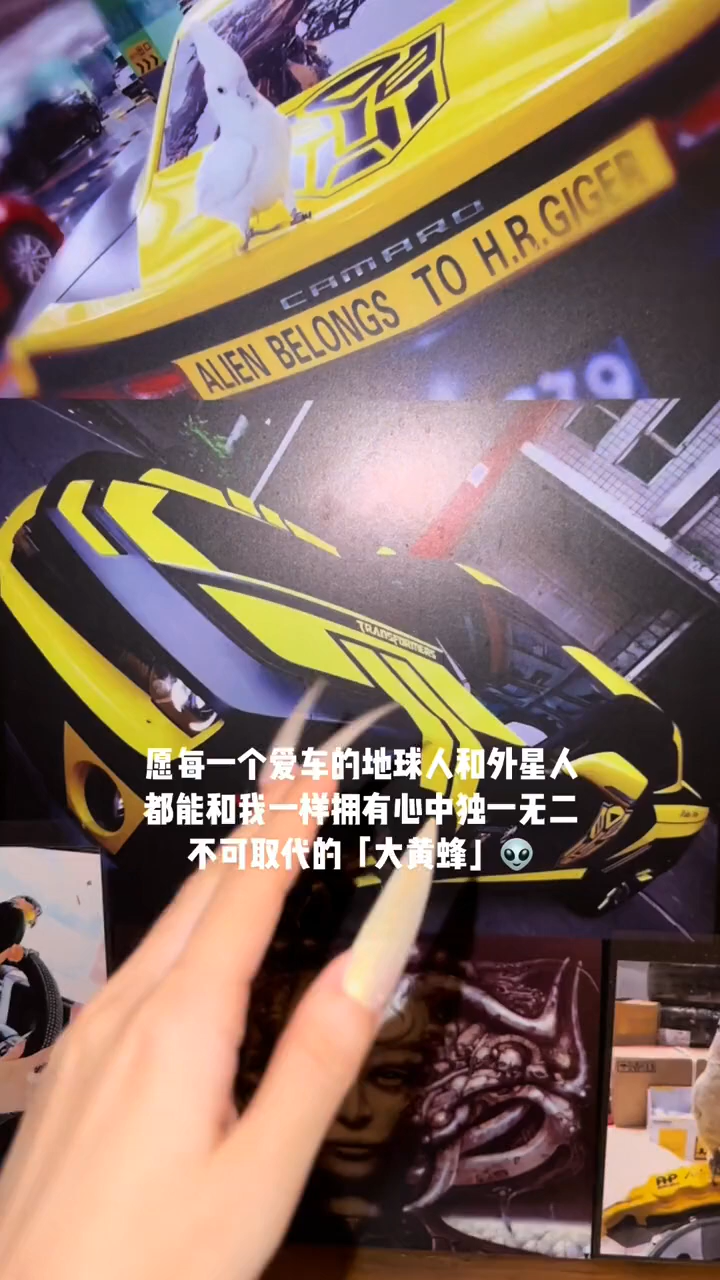 CAMARO
ALIEN BELONGS TO H.R.GIGER
TRANSFORMERS
愿每一个爱车的地球人和外星人
都能和我一样拥有心中独一无二
不可取代的「大黄蜂」👽